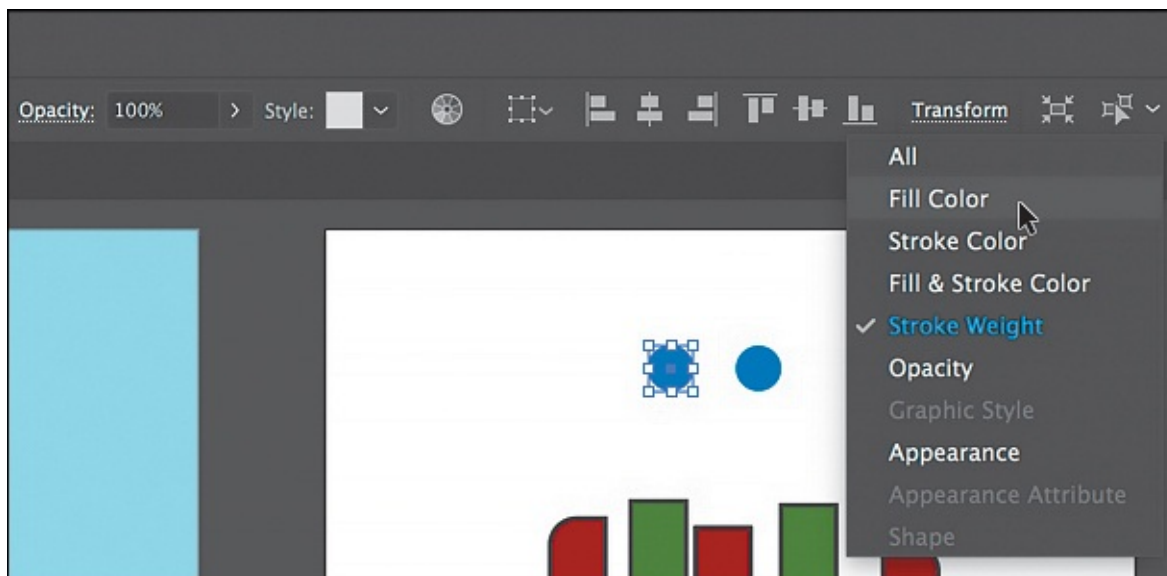 Opacity: 100% Style: Transform
All
Fill Color
Stroke Color
Fill & Stroke Color
Stroke Weight
Opacity
Graphic Style
Appearance
Appearance Attribute
Shape